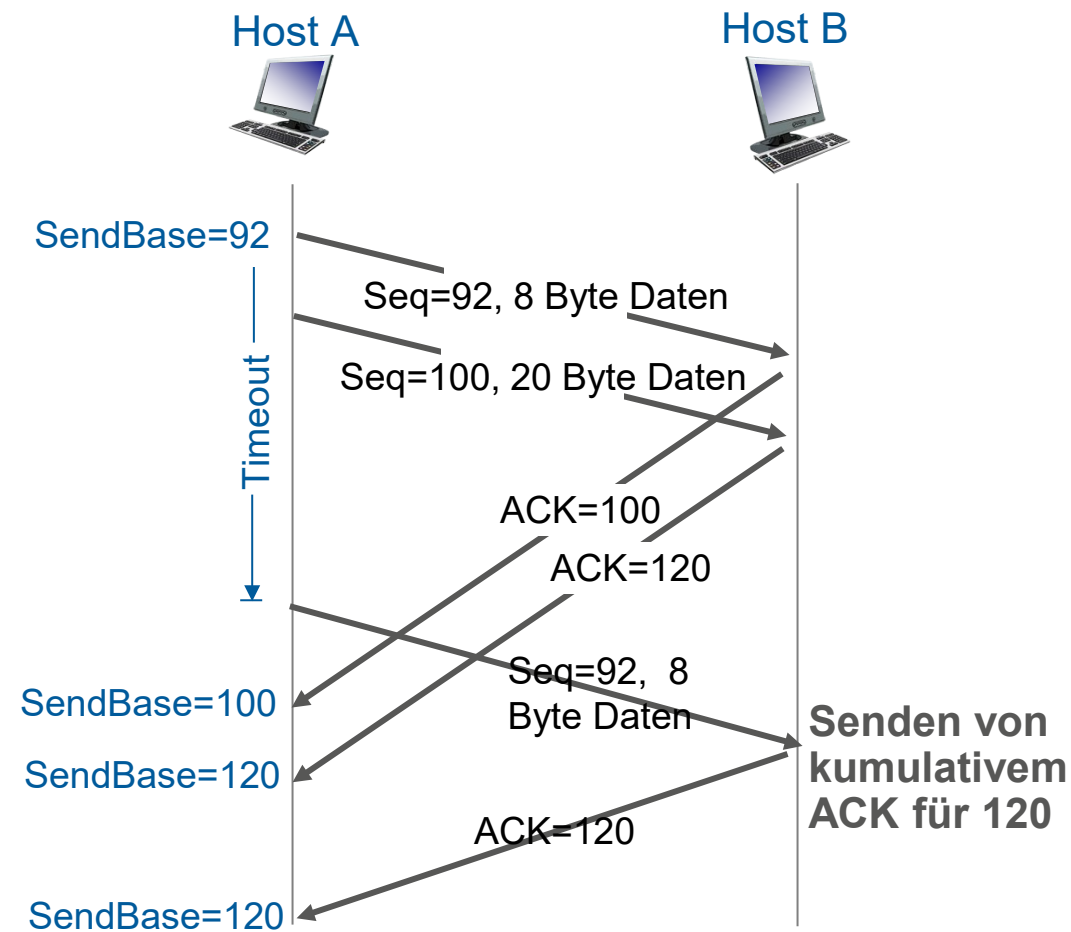 Host A
Host B
SendBase=92
Seq=92, 8 Byte Daten
Timeout
Seq=100, 20 Byte Daten
ACK=100
ACK=120
Seq=92, 8
Byte Daten
SendBase=100
SendBase=120
Senden von
kumulativem
ACK für 120
ACK=120
SendBase=120